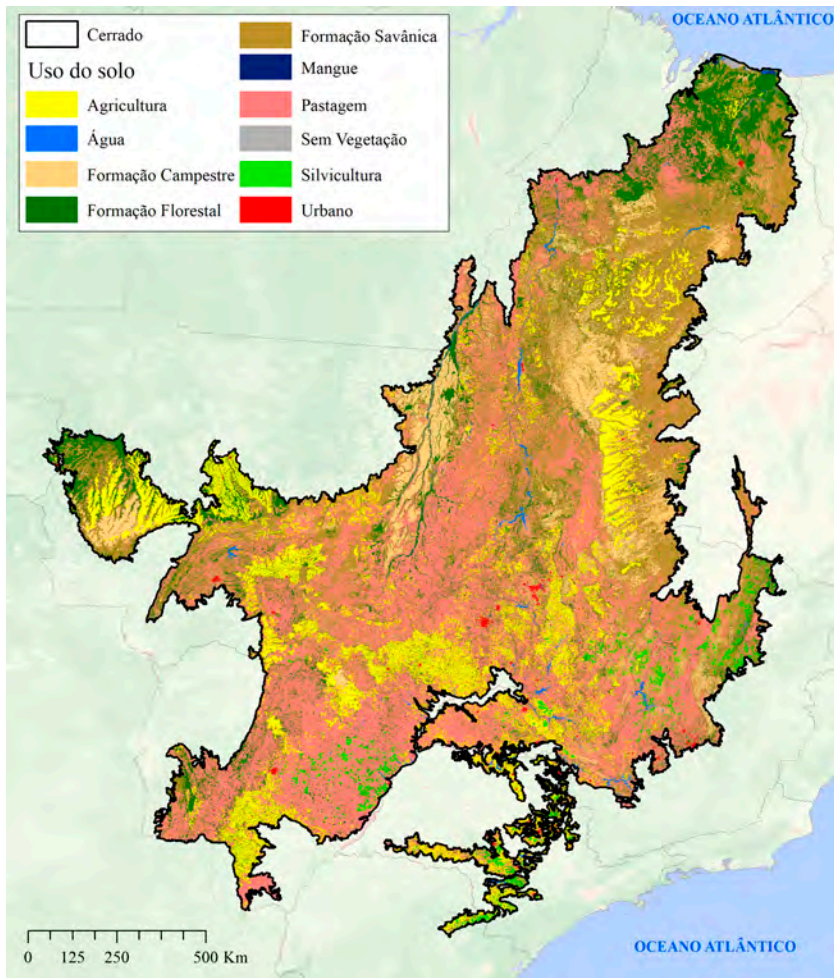 OCEANO ATLÂNTICO
Cerrado
Uso do solo
Agricultura
Água
Formação Campestre
Formação Florestal
Formação Savânica
Mangue
Pastagem
Sem Vegetação
Silvicultura
Urbano
0 125 250 500 Km
OCEANO ATLÂNTICO